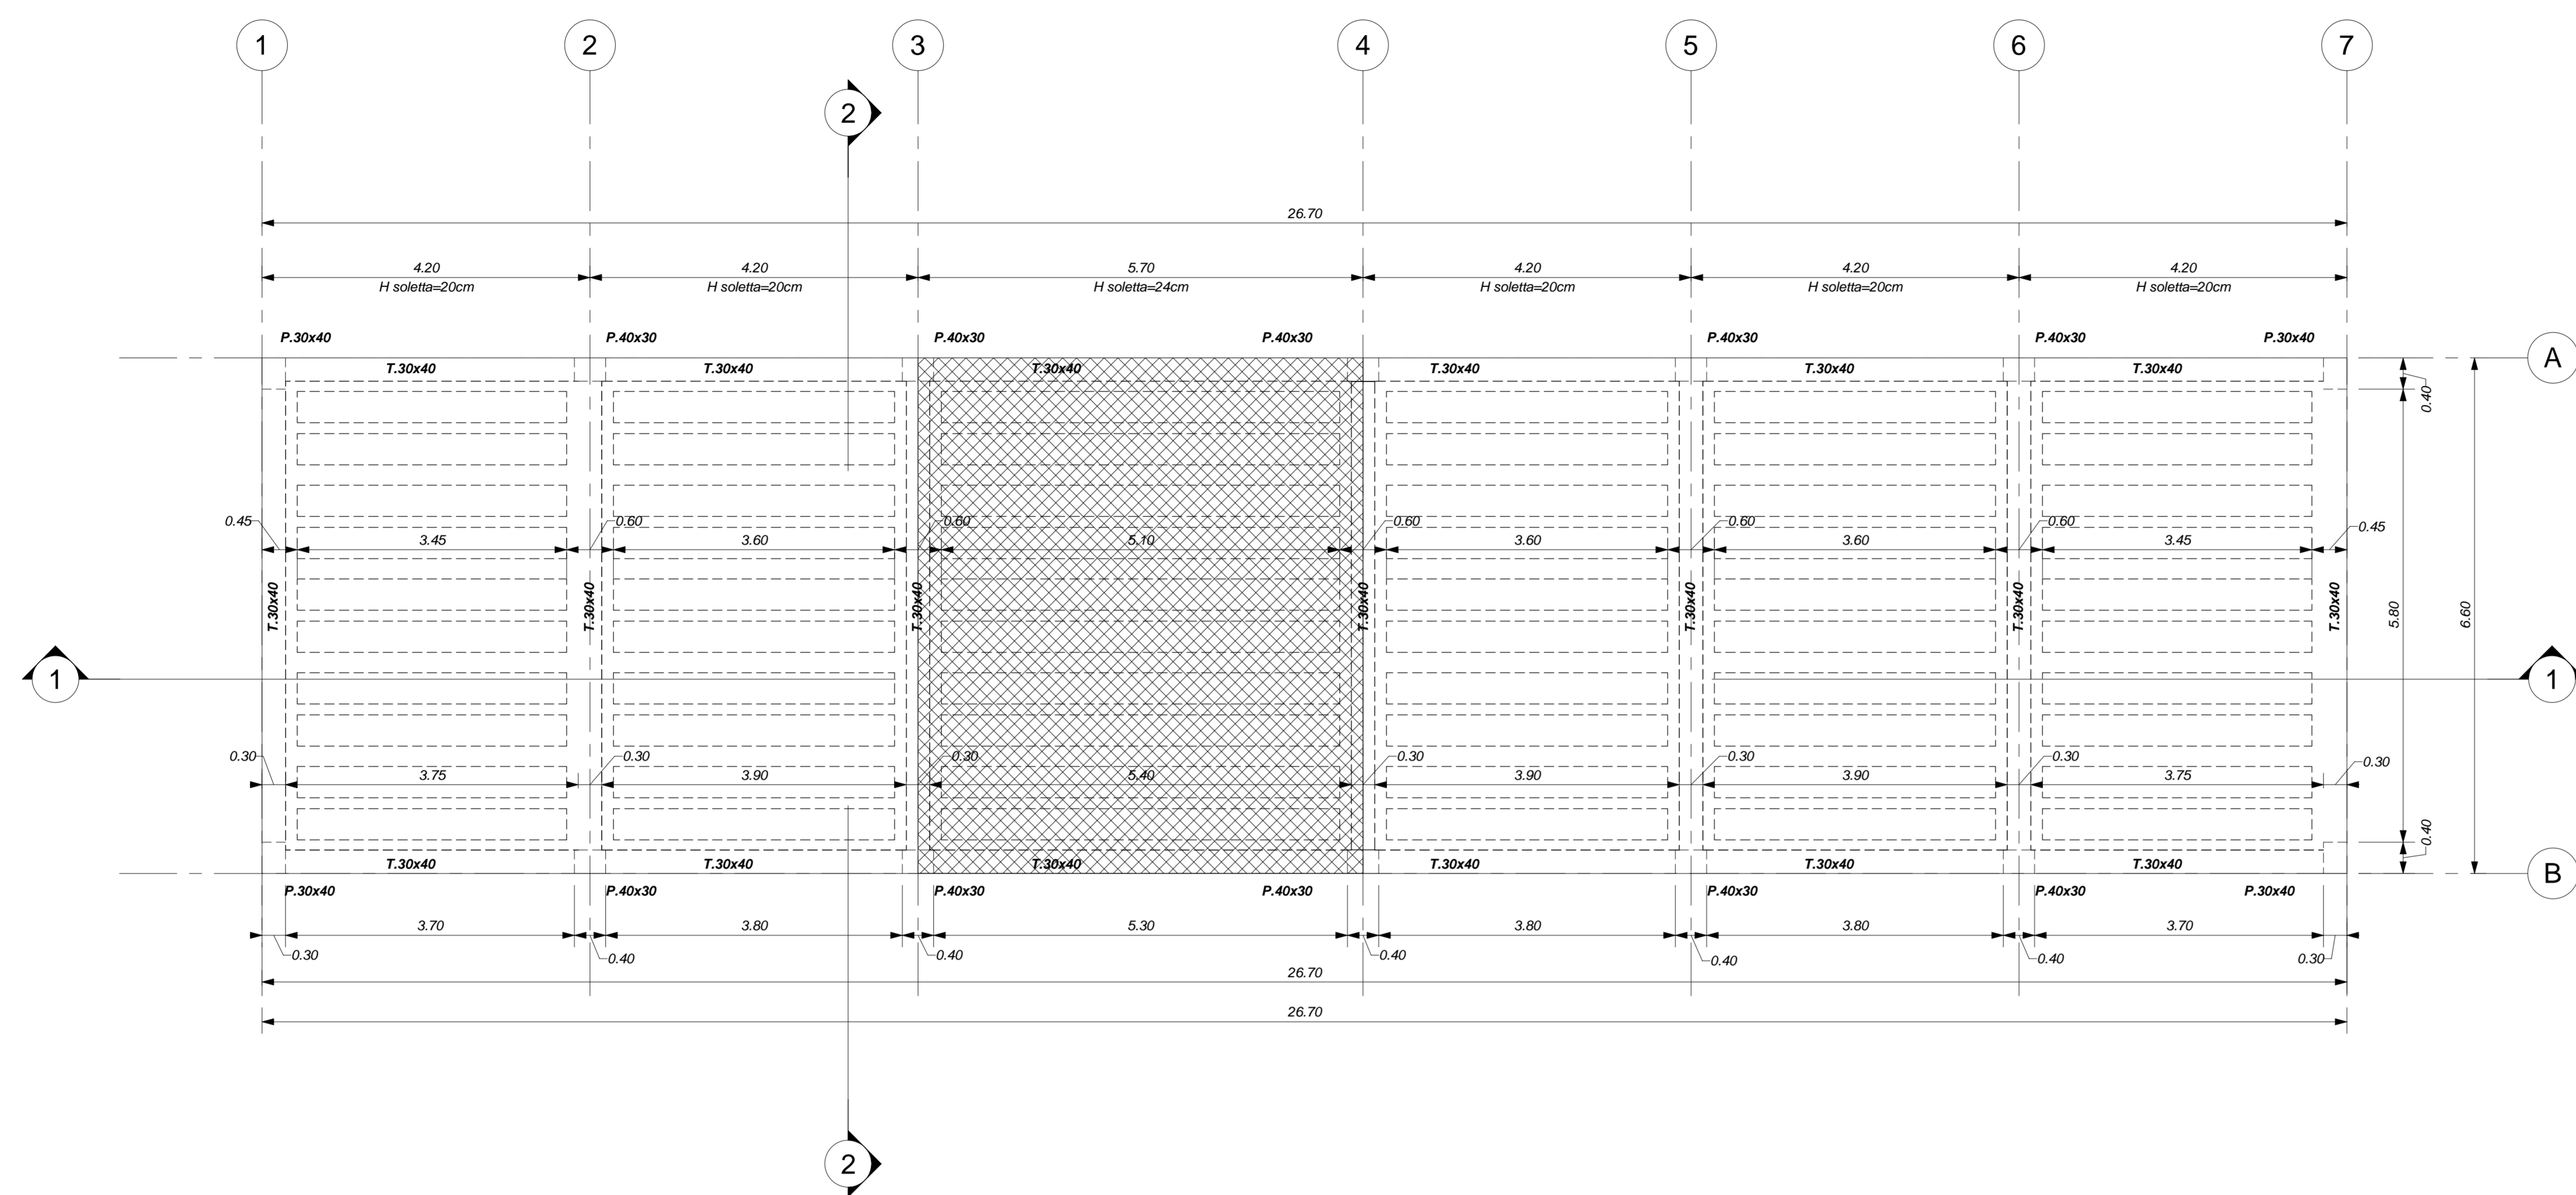 1 2 3 4 5 6 7
2
26.70
4.20 4.20 5.70 4.20 4.20 4.20
H soletta=20cm H soletta=20cm H soletta=24cm H soletta=20cm H soletta=20cm H soletta=20cm
P.30x40 P.40x30 P.40x30 P.40x30 P.40x30 P.40x30 P.30x40
A
T.30x40 T.30x40 T.30x40 T.30x40 T.30x40 T.30x40
0.40
0.45 0.60 0.60 0.60 0.60 0.60 0.45
3.45 3.60 5.10 3.60 3.60 3.45
T.30x40 T.30x40 T.30x40 T.30x40 T.30x40 T.30x40 T.30x40
5.80 6.60
1 1
0.30 0.30 0.30 0.30 0.30 0.30 0.30
3.75 3.90 5.40 3.90 3.90 3.75
0.40
T.30x40 T.30x40 T.30x40 T.30x40 T.30x40 T.30x40
B
P.30x40 P.40x30 P.40x30 P.40x30 P.40x30 P.40x30 P.30x40
3.70 3.80 5.30 3.80 3.80 3.70
0.30 0.40 0.40 0.40 0.40 0.40 0.30
26.70
26.70
2